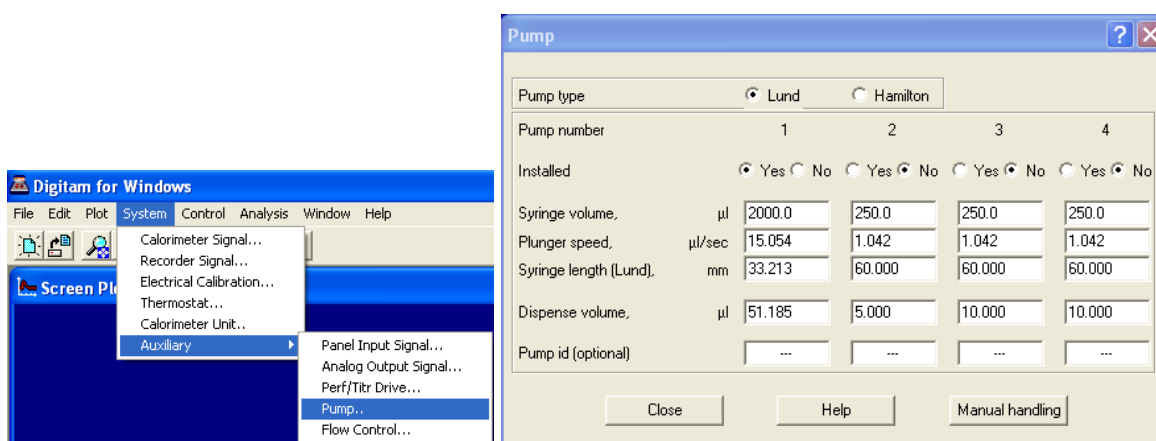 Digitam for Windows
File Edit Plot System Control Analysis Window Help
Calorimeter Signal...
Recorder Signal...
Electrical Calibration...
Thermostat...
Calorimeter Unit..
Auxiliary
Screen Pl
Panel Input Signal...
Analog Output Signal...
Perf/Titr Drive...
Pump..
Flow Control...
Pump
Pump type Lund Hamilton
Pump number 1 2 3 4
Installed Yes No Yes No Yes No Yes No
Syringe volume, µl 2000.0 250.0 250.0 250.0
Plunger speed, µl/sec 15.054 1.042 1.042 1.042
Syringe length (Lund), mm 33.213 60.000 60.000 60.000
Dispense volume, µl 51.185 5.000 10.000 10.000
Pump id (optional) --- --- --- ---
Close Help Manual handling